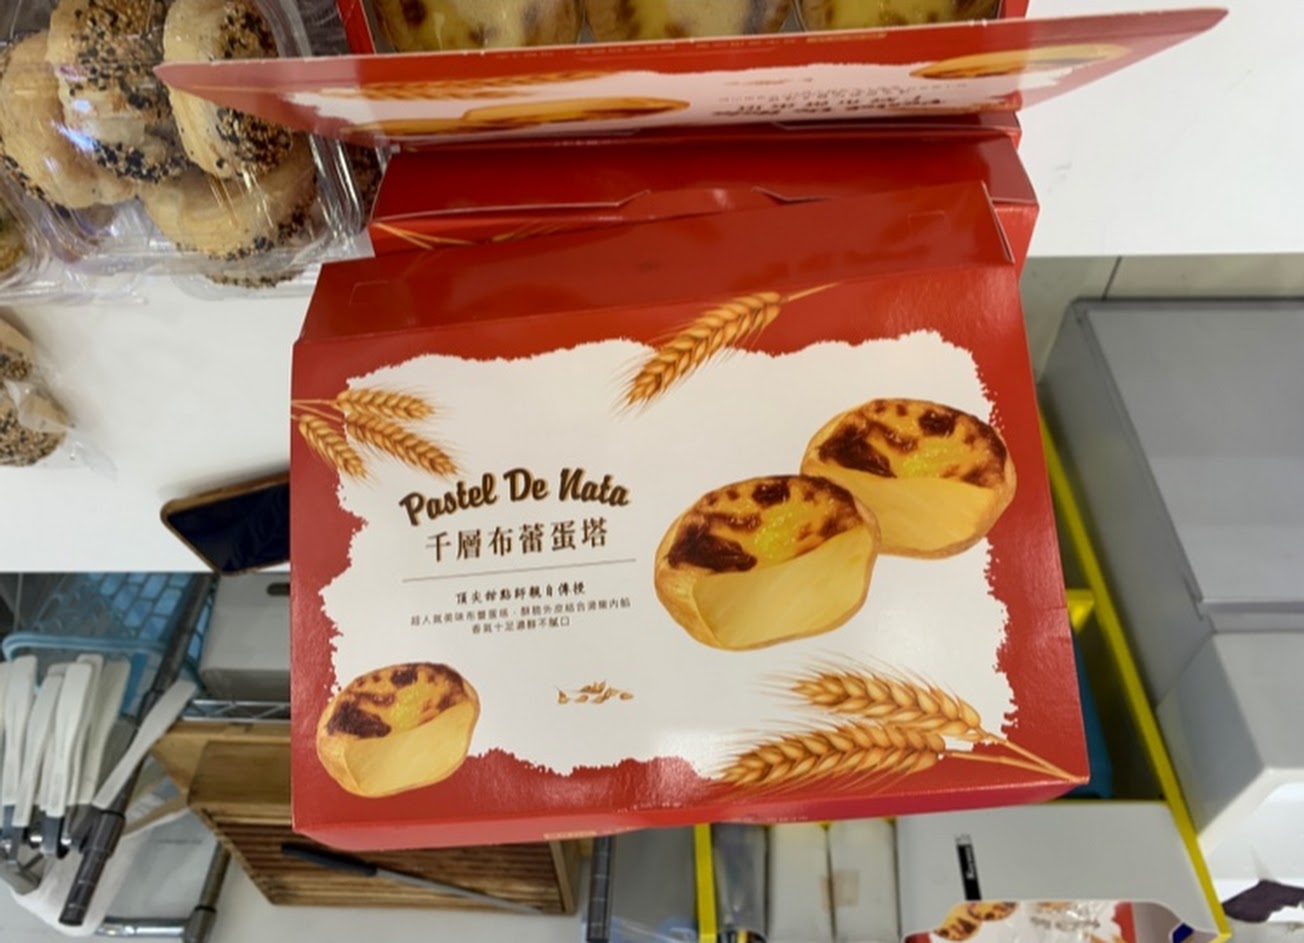 Pastel De Nata
千層布蕾蛋塔
頂尖甜點師親自傳授
超人氣美味布蕾蛋塔，酥脆外皮結合滑嫩內餡
香氣十足濃醇不膩口